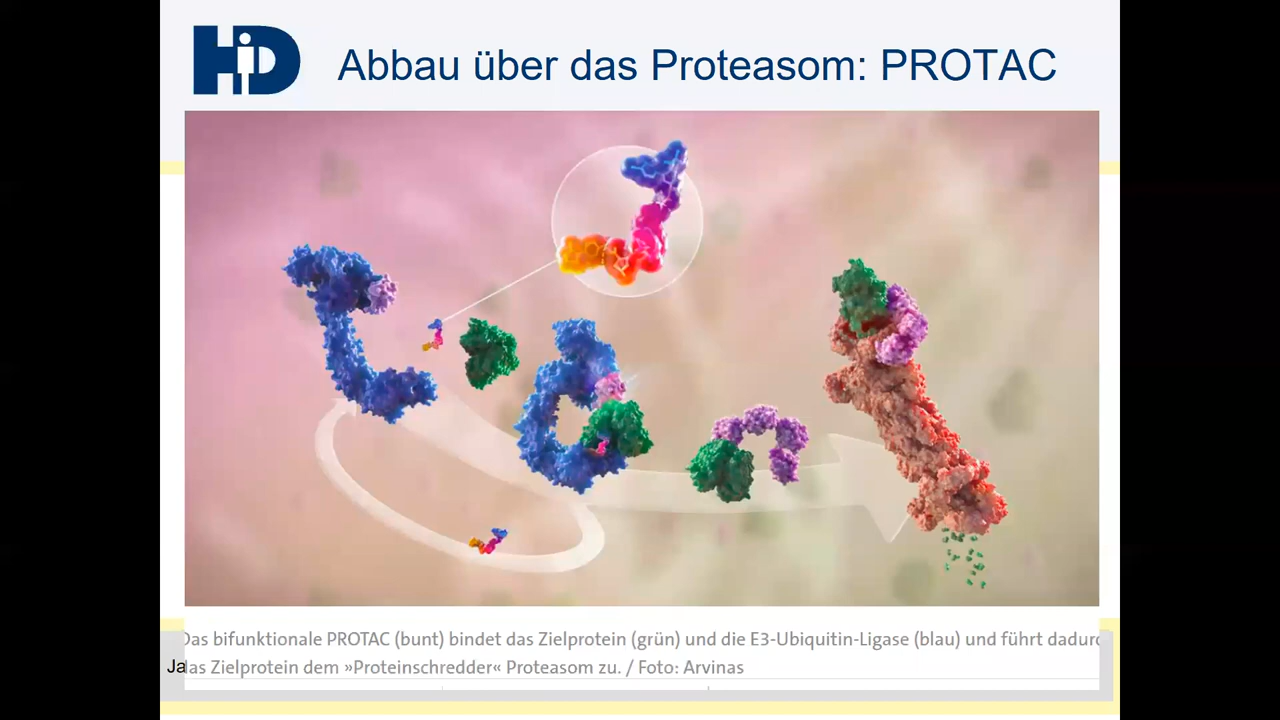 HiD
Abbau über das Proteasom: PROTAC
Das bifunktionale PROTAC (bunt) bindet das Zielprotein (grün) und die E3-Ubiquitin-Ligase (blau) und führt dadurc
Ja
das Zielprotein dem »Proteinschredder« Proteasom zu. / Foto: Arvinas